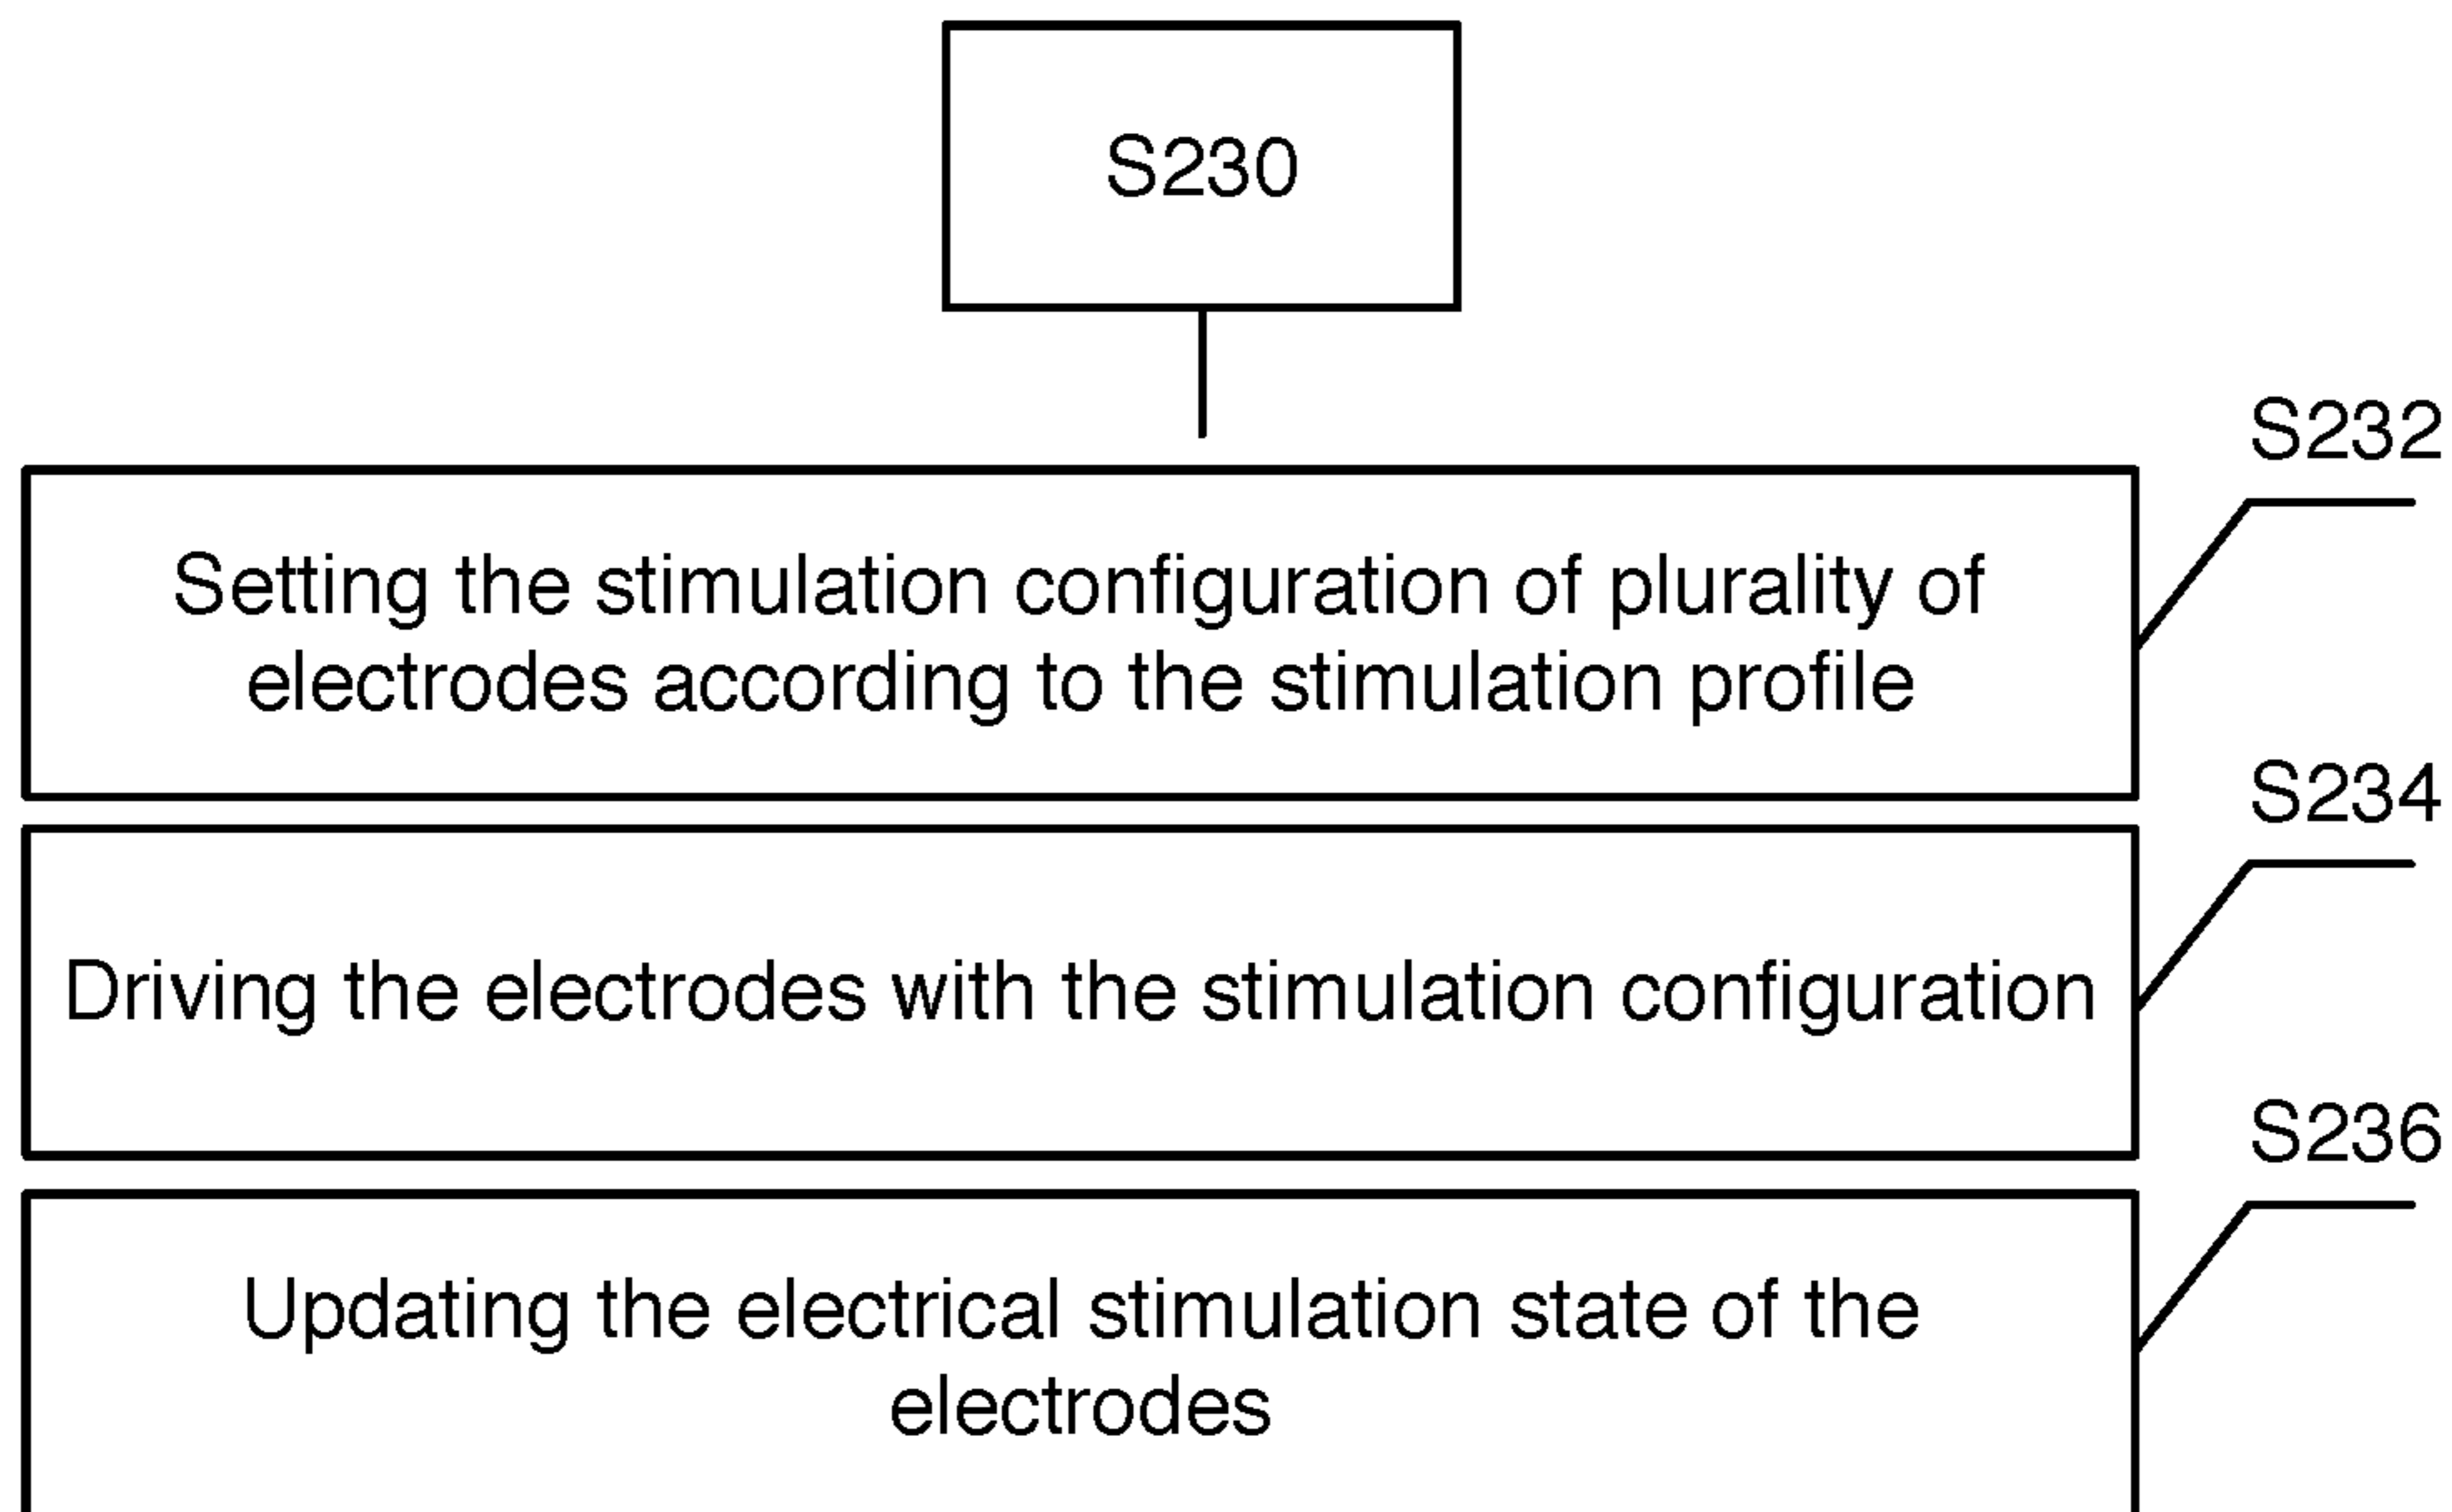 S230
S232
Setting the stimulation configuration of plurality of
electrodes according to the stimulation profile
S234
Driving the electrodes with the stimulation configuration
S236
Updating the electrical stimulation state of the
electrodes